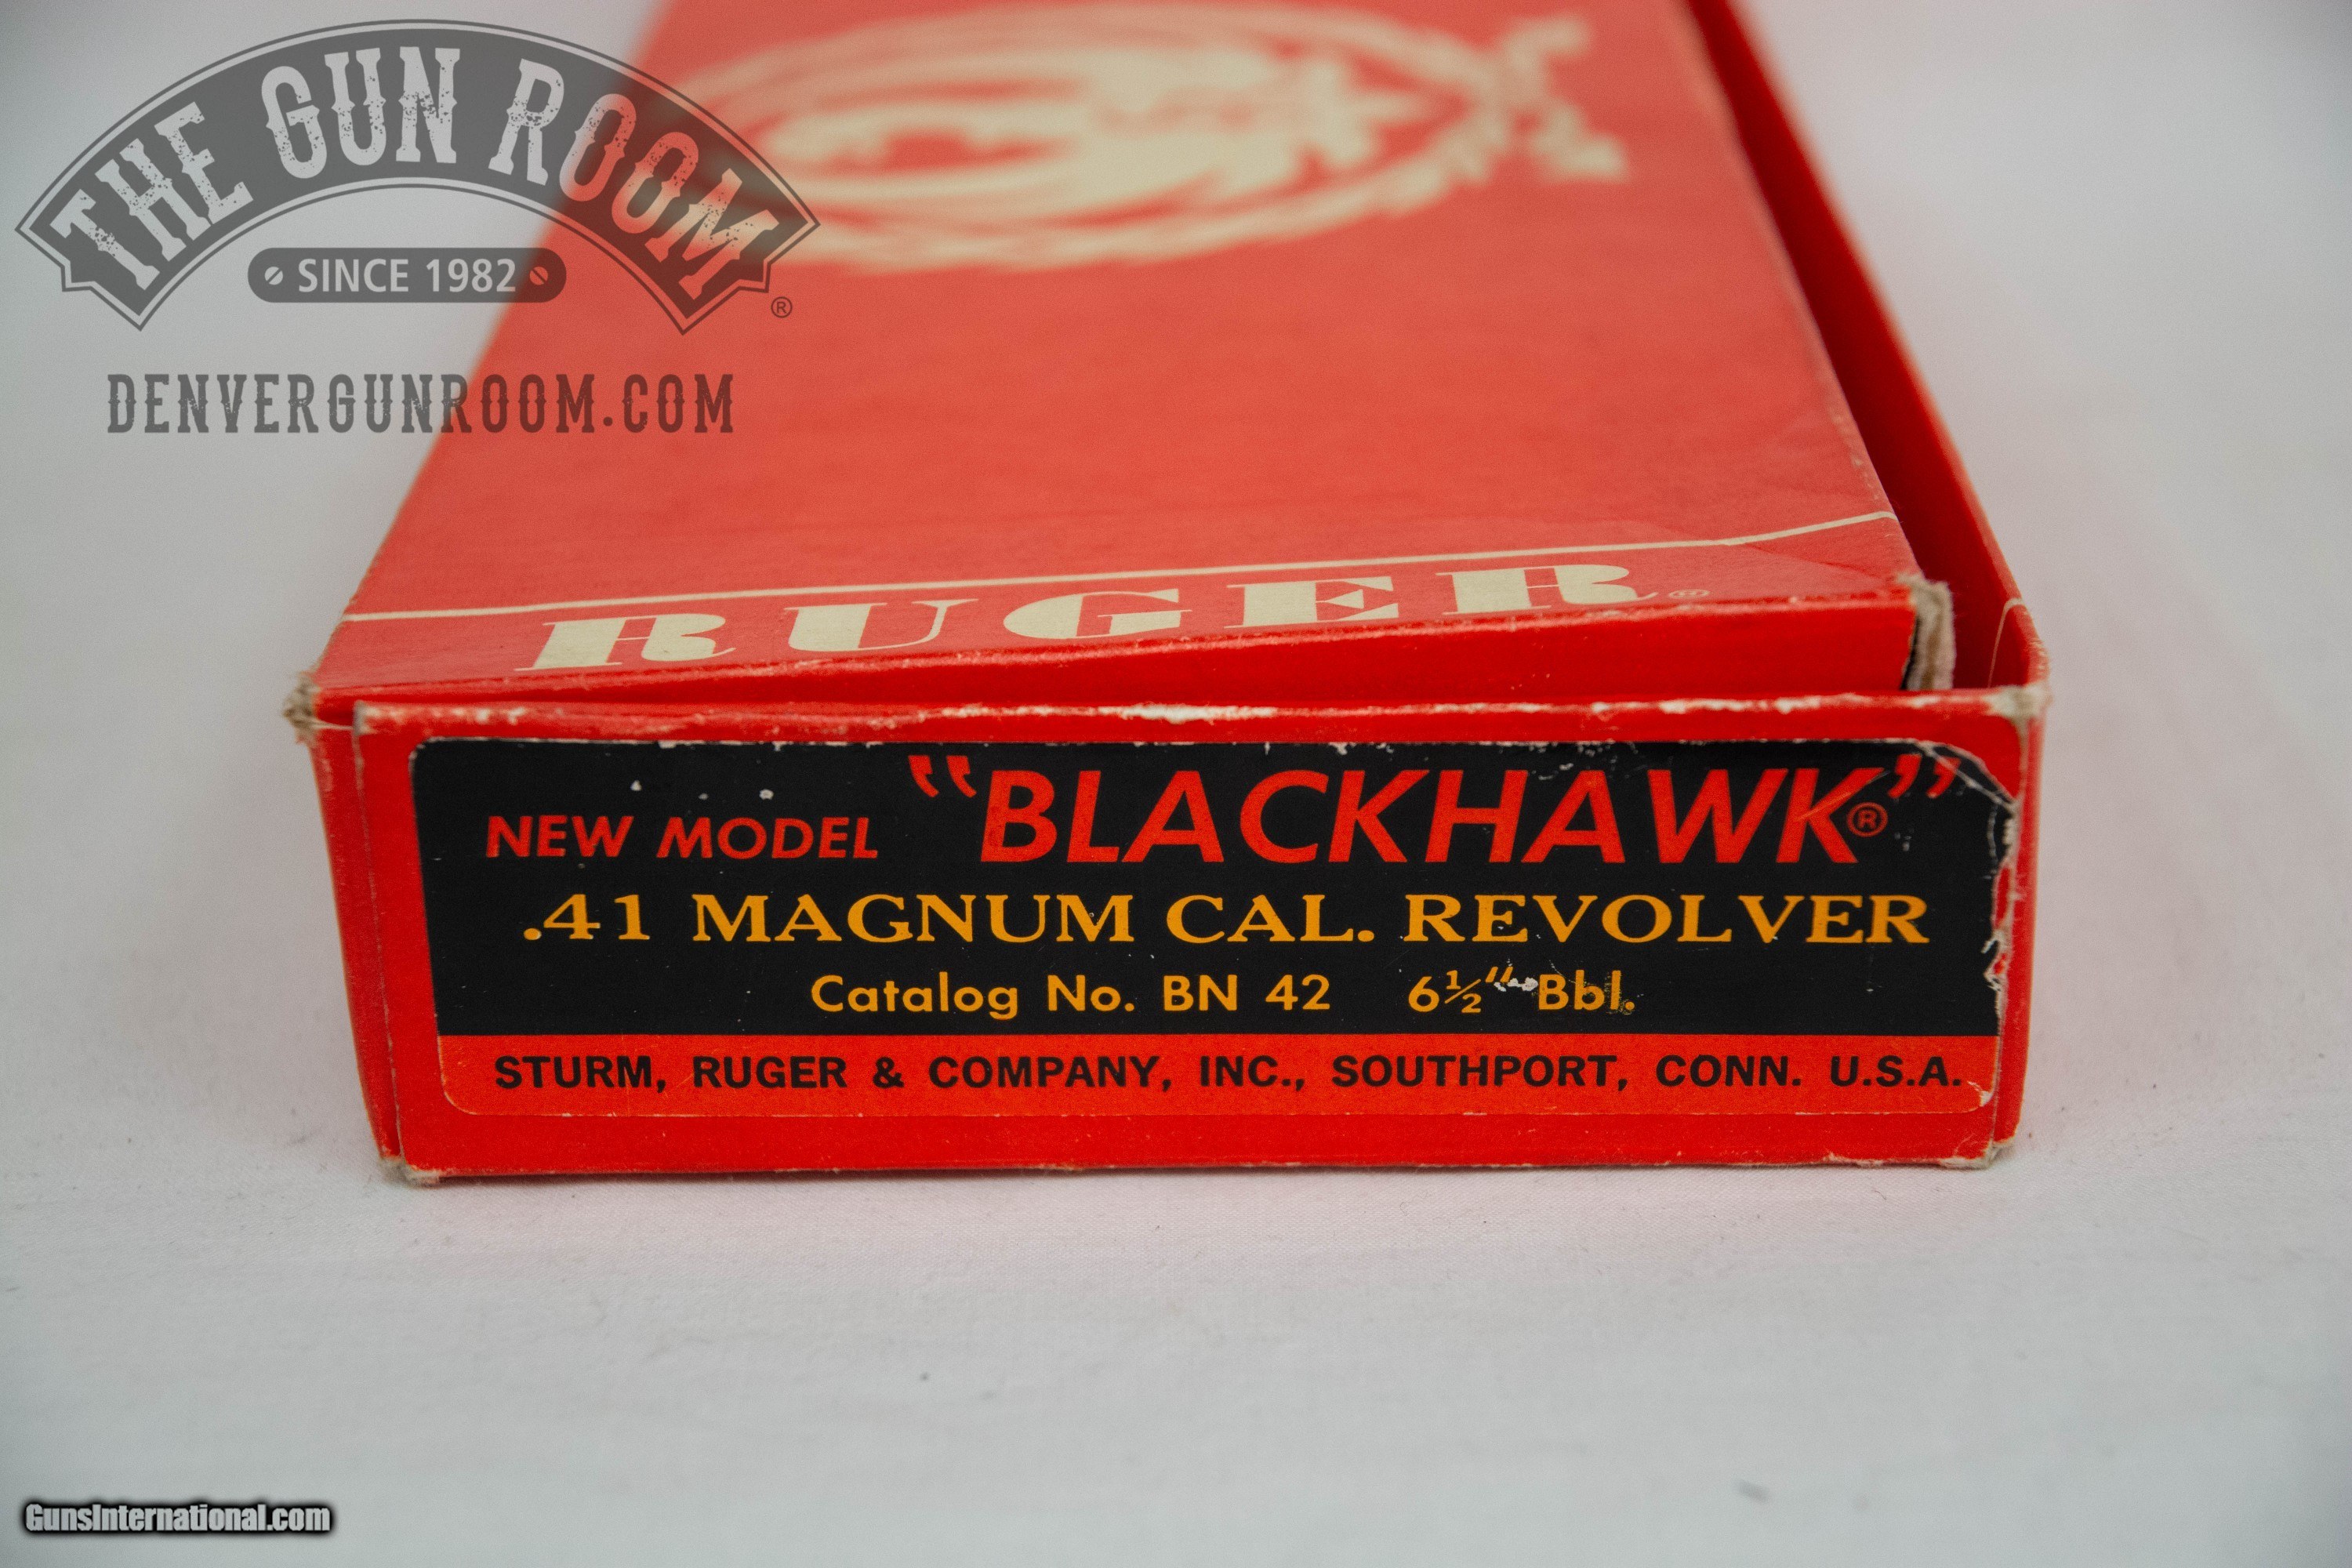 THE GUN ROOM
SINCE 1982
®
DENVERGUNROOM.COM
RUGER®
NEW MODEL "BLACKHAWK®"
.41 MAGNUM CAL. REVOLVER
Catalog No. BN 42 6½" Bbl.
STURM, RUGER & COMPANY, INC., SOUTHPORT, CONN. U.S.A.
GunsInternational.com